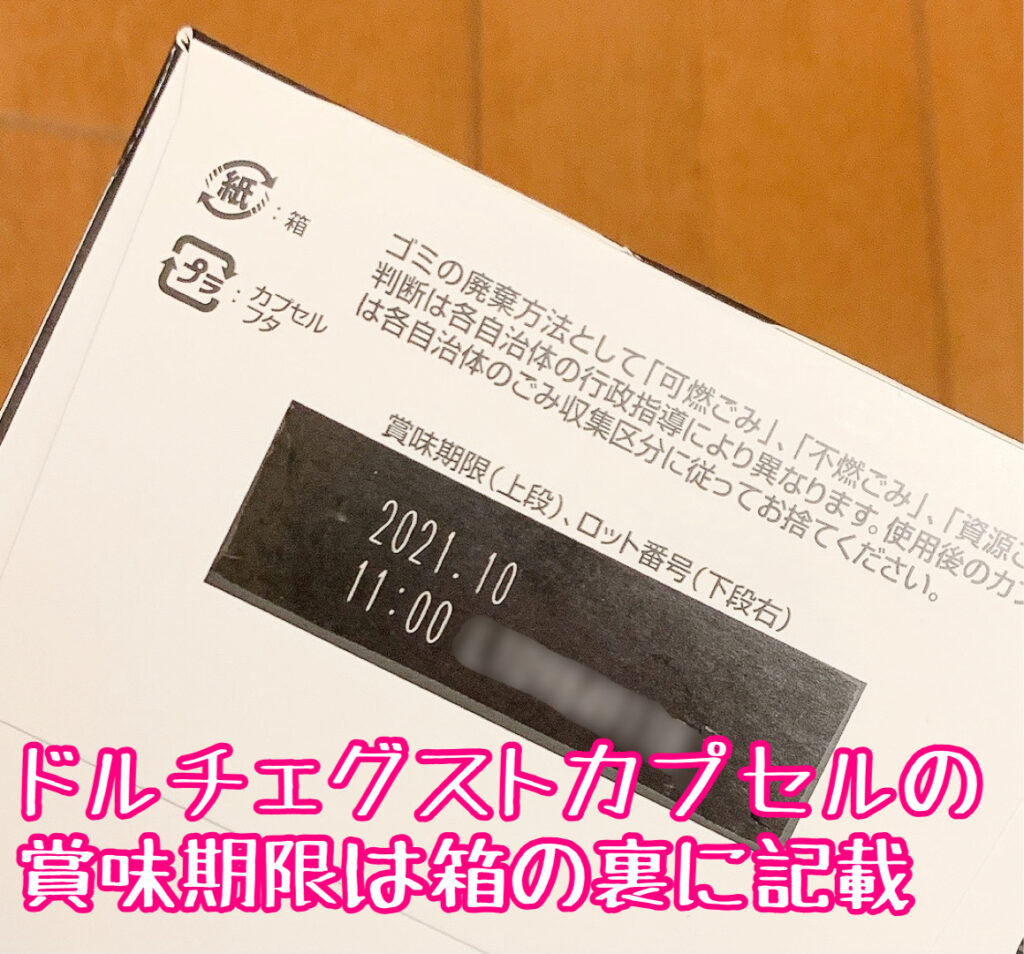 紙:箱
プラ:カプセル
フタ
ゴミの廃棄方法として「可燃ごみ」、「不燃ごみ」、「資源ご
判断は各自治体の行政指導により異なります。使用後のカプ
は各自治体のごみ収集区分に従ってお捨てください。
賞味期限(上段)、ロット番号(下段右)
2021.10
11:00
ドルチェグストカプセルの
賞味期限は箱の裏に記載